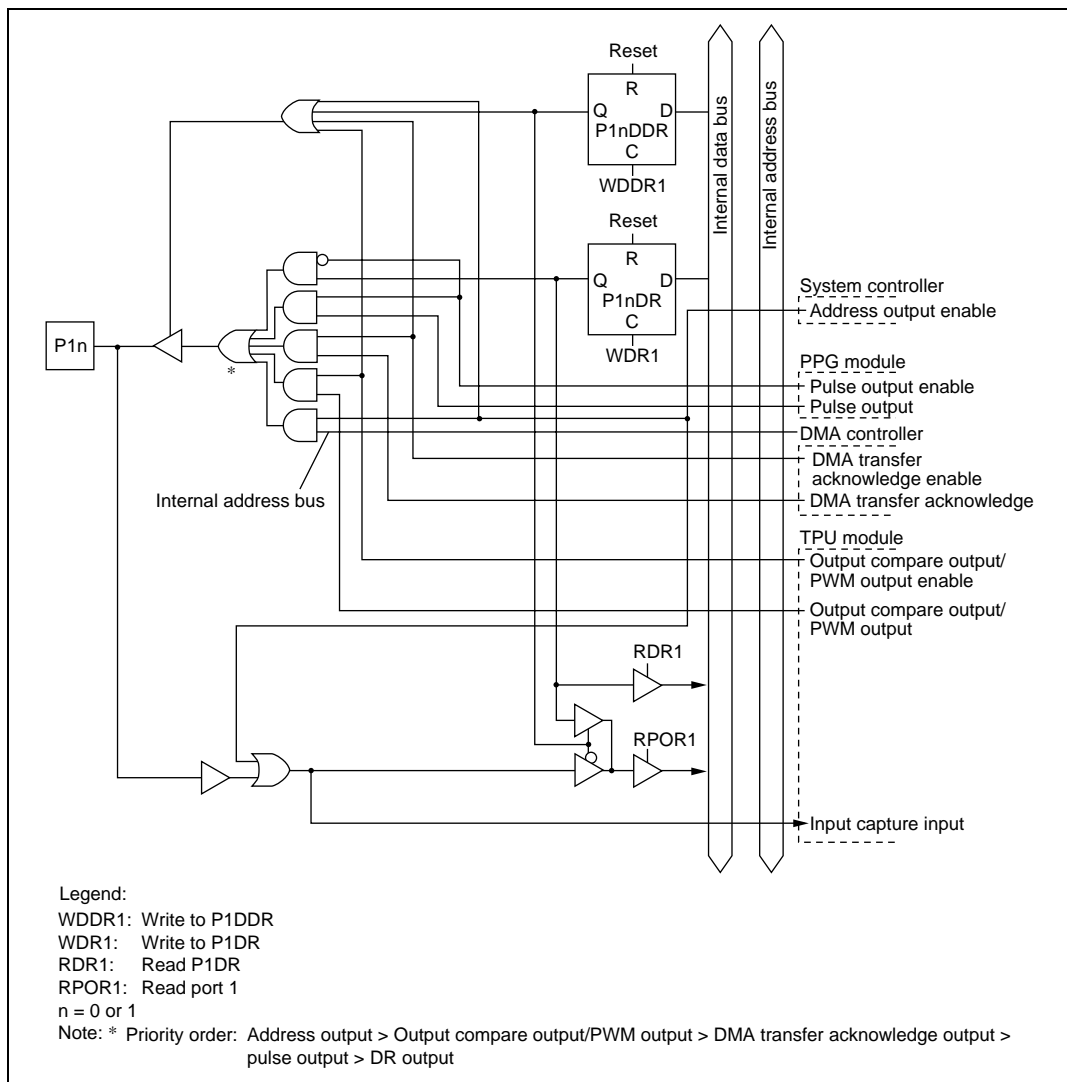 Reset
R
Q D
P1nDDR
C
WDDR1
Internal data bus
Internal address bus
Reset
R
Q D
P1nDR
C
WDR1
System controller
Address output enable
P1n
*
PPG module
Pulse output enable
Pulse output
DMA controller
DMA transfer
acknowledge enable
DMA transfer acknowledge
Internal address bus
TPU module
Output compare output/
PWM output enable
Output compare output/
PWM output
RDR1
RPOR1
Input capture input
Legend:
WDDR1: Write to P1DDR
WDR1: Write to P1DR
RDR1: Read P1DR
RPOR1: Read port 1
n = 0 or 1
Note: * Priority order: Address output > Output compare output/PWM output > DMA transfer acknowledge output >
pulse output > DR output